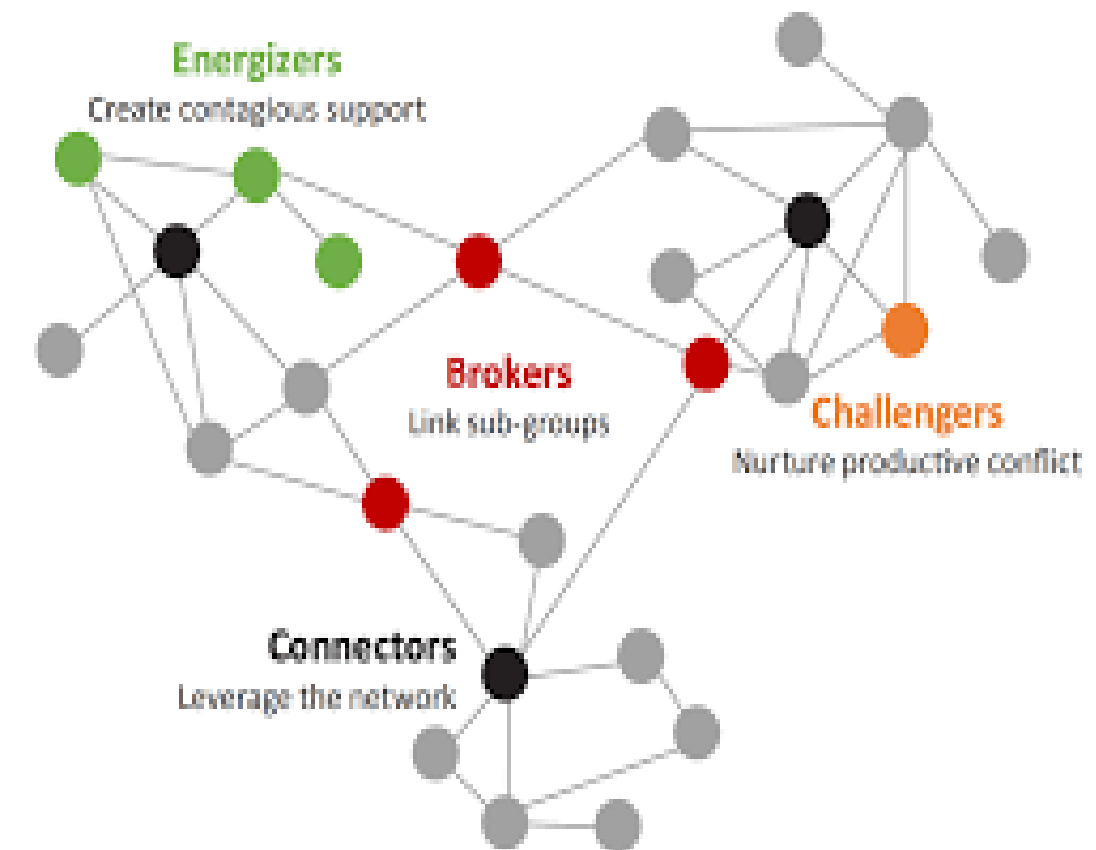 Energizers
Create contagious support
Brokers
Link sub-groups
Challengers
Nurture productive conflict
Connectors
Leverage the network